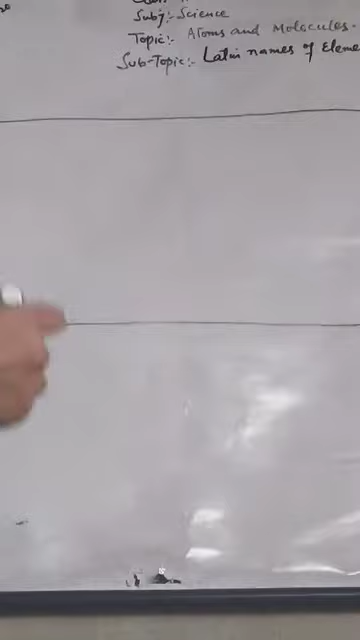 Subj:- Science
Topic:- Atoms and Molecules.
Sub-Topic:- Latin names of Eleme